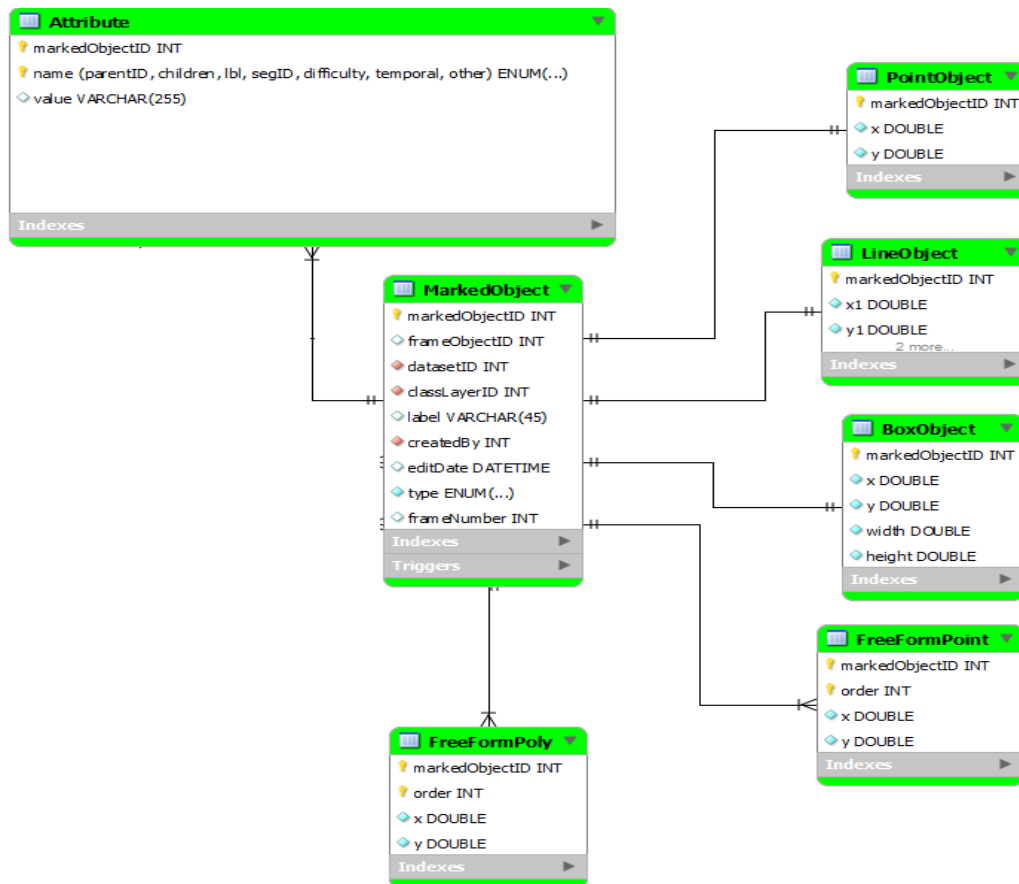 Attribute
markedObjectID INT
name (parentID, children, lbl, segID, difficulty, temporal, other) ENUM(...)
value VARCHAR(255)
Indexes
PointObject
markedObjectID INT
x DOUBLE
y DOUBLE
Indexes
LineObject
markedObjectID INT
x1 DOUBLE
y1 DOUBLE
2 more...
Indexes
MarkedObject
markedObjectID INT
frameObjectID INT
datasetID INT
classLayerID INT
label VARCHAR(45)
createdBy INT
editDate DATETIME
type ENUM(...)
frameNumber INT
Indexes
Triggers
BoxObject
markedObjectID INT
x DOUBLE
y DOUBLE
width DOUBLE
height DOUBLE
Indexes
FreeFormPoint
markedObjectID INT
order INT
x DOUBLE
y DOUBLE
Indexes
FreeFormPoly
markedObjectID INT
order INT
x DOUBLE
y DOUBLE
Indexes